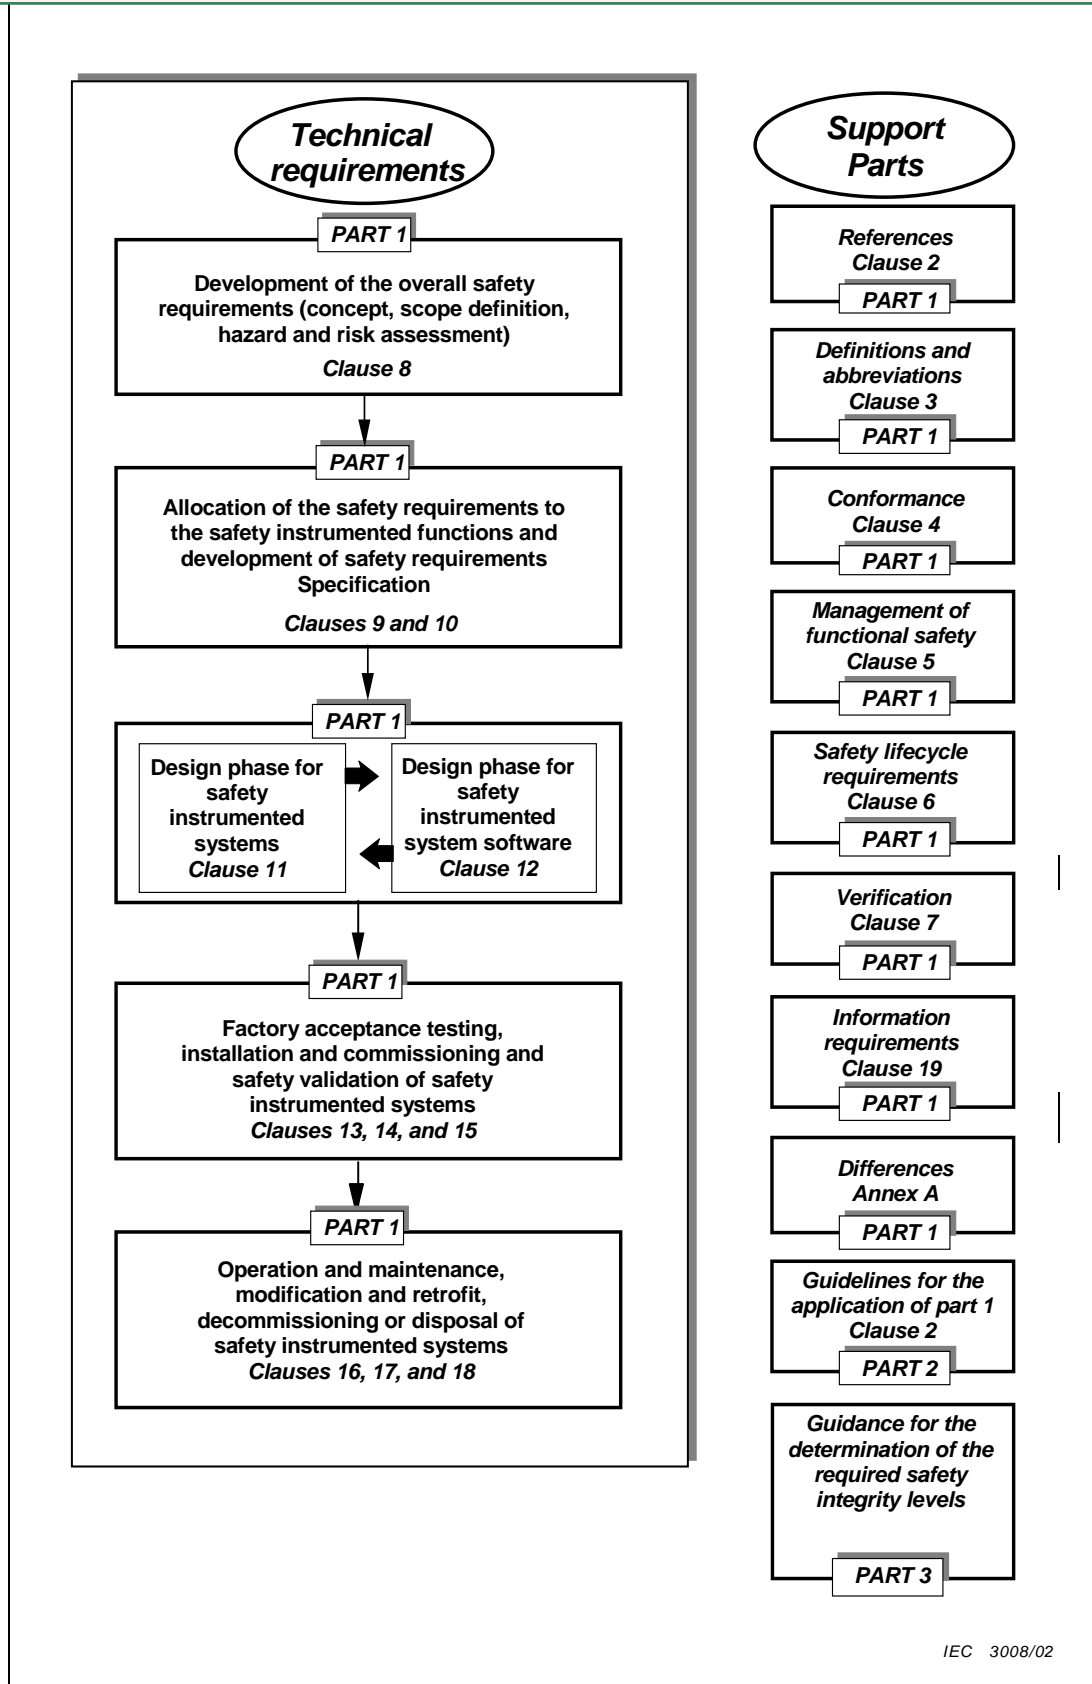 Technical
requirements
PART 1
Development of the overall safety
requirements (concept, scope definition,
hazard and risk assessment)
Clause 8
PART 1
Allocation of the safety requirements to
the safety instrumented functions and
development of safety requirements
Specification
Clauses 9 and 10
PART 1
Design phase for
safety
instrumented
systems
Clause 11
Design phase for
safety
instrumented
system software
Clause 12
PART 1
Factory acceptance testing,
installation and commissioning and
safety validation of safety
instrumented systems
Clauses 13, 14, and 15
PART 1
Operation and maintenance,
modification and retrofit,
decommissioning or disposal of
safety instrumented systems
Clauses 16, 17, and 18
Support
Parts
References
Clause 2
PART 1
Definitions and
abbreviations
Clause 3
PART 1
Conformance
Clause 4
PART 1
Management of
functional safety
Clause 5
PART 1
Safety lifecycle
requirements
Clause 6
PART 1
Verification
Clause 7
PART 1
Information
requirements
Clause 19
PART 1
Differences
Annex A
PART 1
Guidelines for the
application of part 1
Clause 2
PART 2
Guidance for the
determination of the
required safety
integrity levels
PART 3
IEC 3008/02